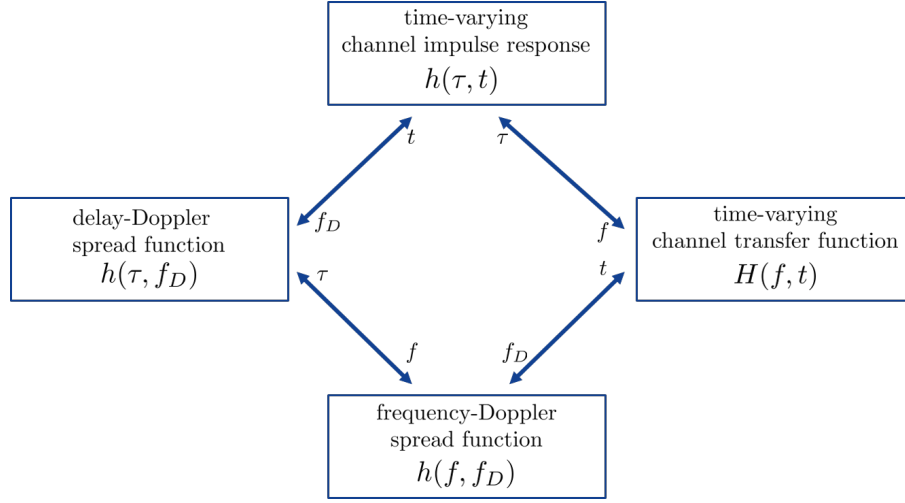 time-varying
channel impulse response
h(τ, t)
t
τ
delay-Doppler
spread function
h(τ, f_D)
f_D
f
time-varying
channel transfer function
H(f, t)
τ
t
f
f_D
frequency-Doppler
spread function
h(f, f_D)